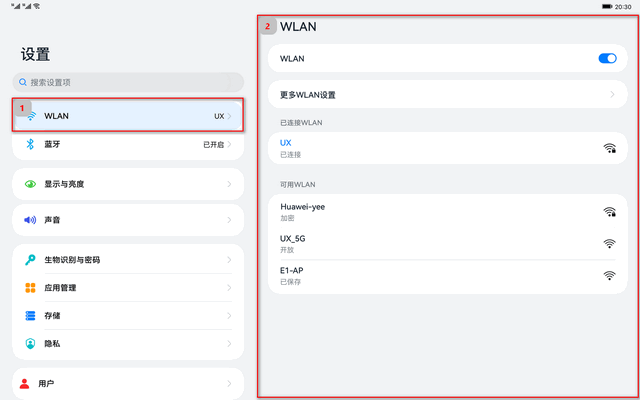 20:30
设置
搜索设置项
1
WLAN
UX
蓝牙
已开启
显示与亮度
声音
生物识别与密码
应用管理
存储
隐私
用户
2
WLAN
WLAN
更多WLAN设置
已连接WLAN
UX
已连接
可用WLAN
Huawei-yee
加密
UX_5G
开放
E1-AP
已保存